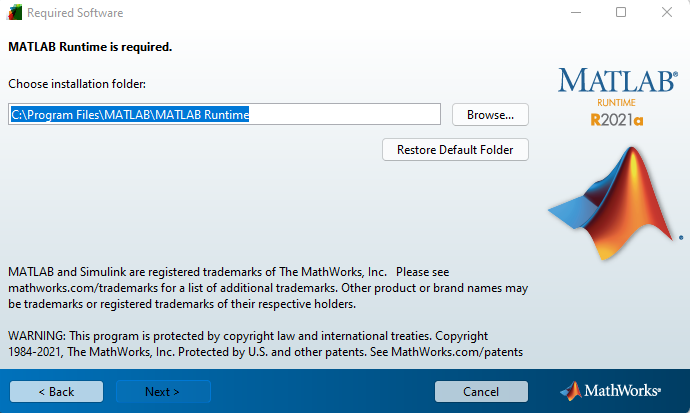 Required Software
MATLAB Runtime is required.
Choose installation folder:
C:\Program Files\MATLAB\MATLAB Runtime
Browse...
Restore Default Folder
MATLAB®
RUNTIME
R2021a
MATLAB and Simulink are registered trademarks of The MathWorks, Inc.   Please see
mathworks.com/trademarks for a list of additional trademarks. Other product or brand names may
be trademarks or registered trademarks of their respective holders.
WARNING: This program is protected by copyright law and international treaties. Copyright
1984-2021, The MathWorks, Inc. Protected by U.S. and other patents. See MathWorks.com/patents
< Back
Next >
Cancel
MathWorks®